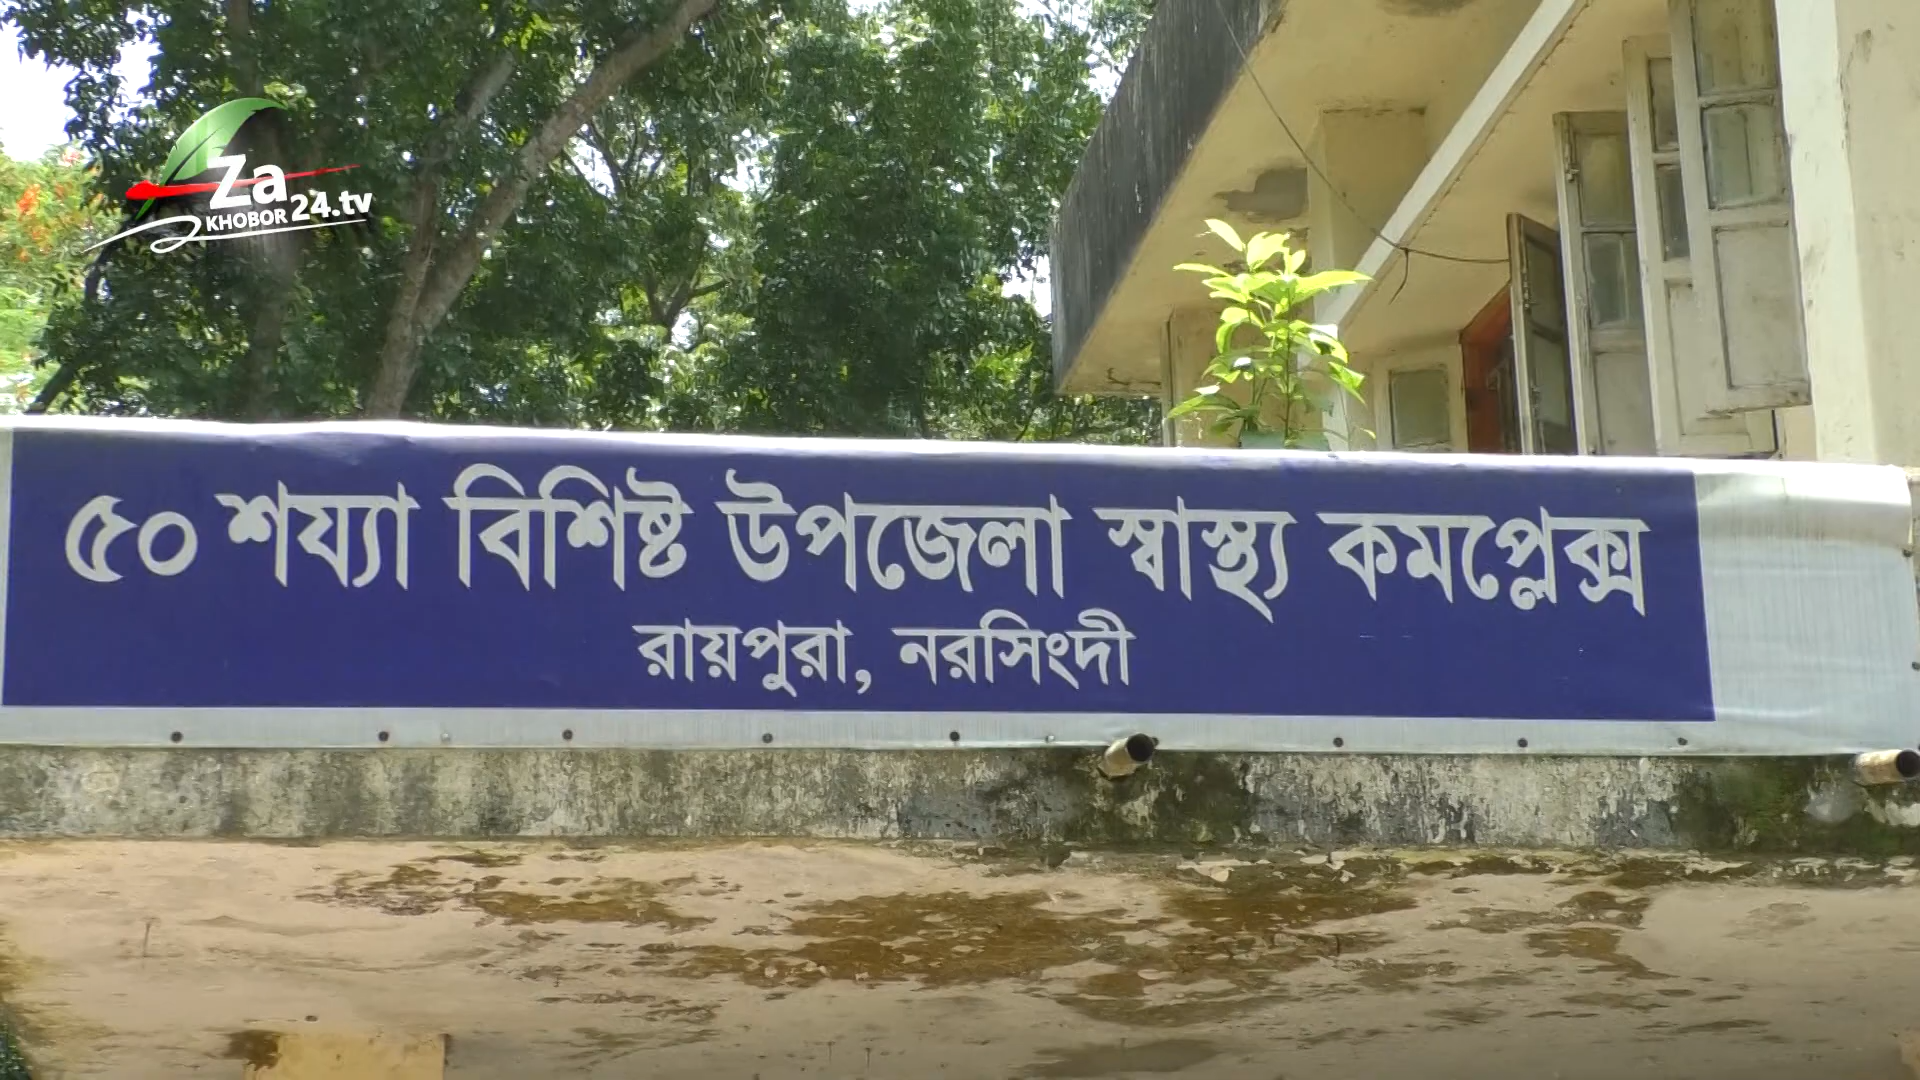 Za
KHOBOR 24.tv
৫০ শয্যা বিশিষ্ট উপজেলা স্বাস্থ্য কমপ্লেক্স
রায়পুরা, নরসিংদী